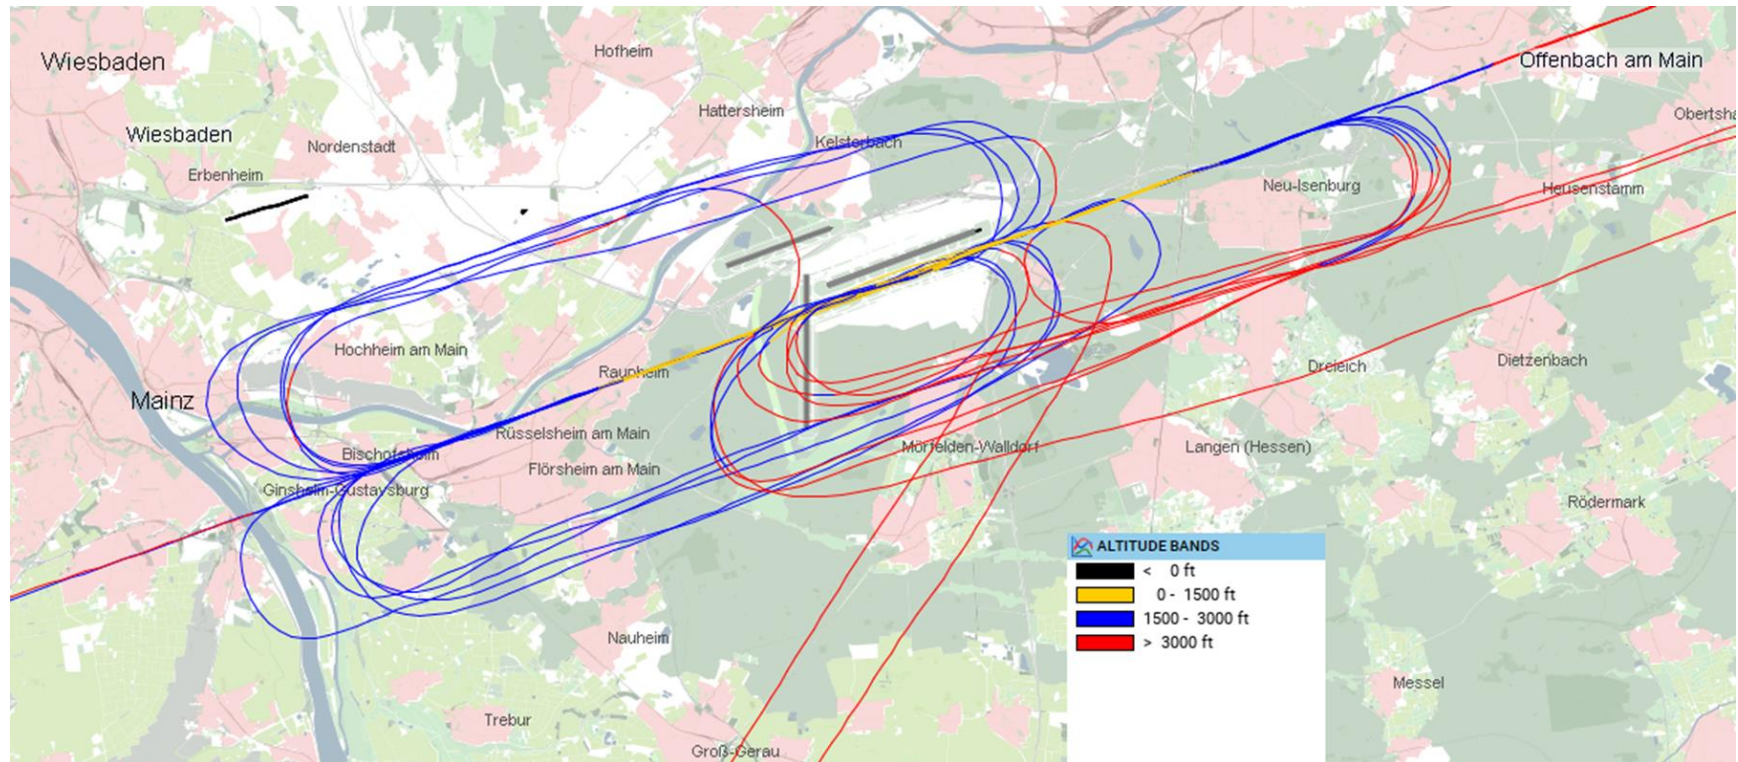 Hofheim
Wiesbaden
Offenbach am Main
Hattersheim
Obertsha
Wiesbaden
Nordenstadt
Kelsterbach
Erbenheim
Neu-Isenburg
Heusenstamm
Hochheim am Main
Dietzenbach
Dreieich
Raunheim
Mainz
Rüsselsheim am Main
Mörfelden-Walldorf
Langen (Hessen)
Bischofsheim
Flörsheim am Main
Ginsheim-Gustavsburg
Rödermark
ALTITUDE BANDS
< 0 ft
0 - 1500 ft
1500 - 3000 ft
> 3000 ft
Nauheim
Messel
Trebur
Groß-Gerau